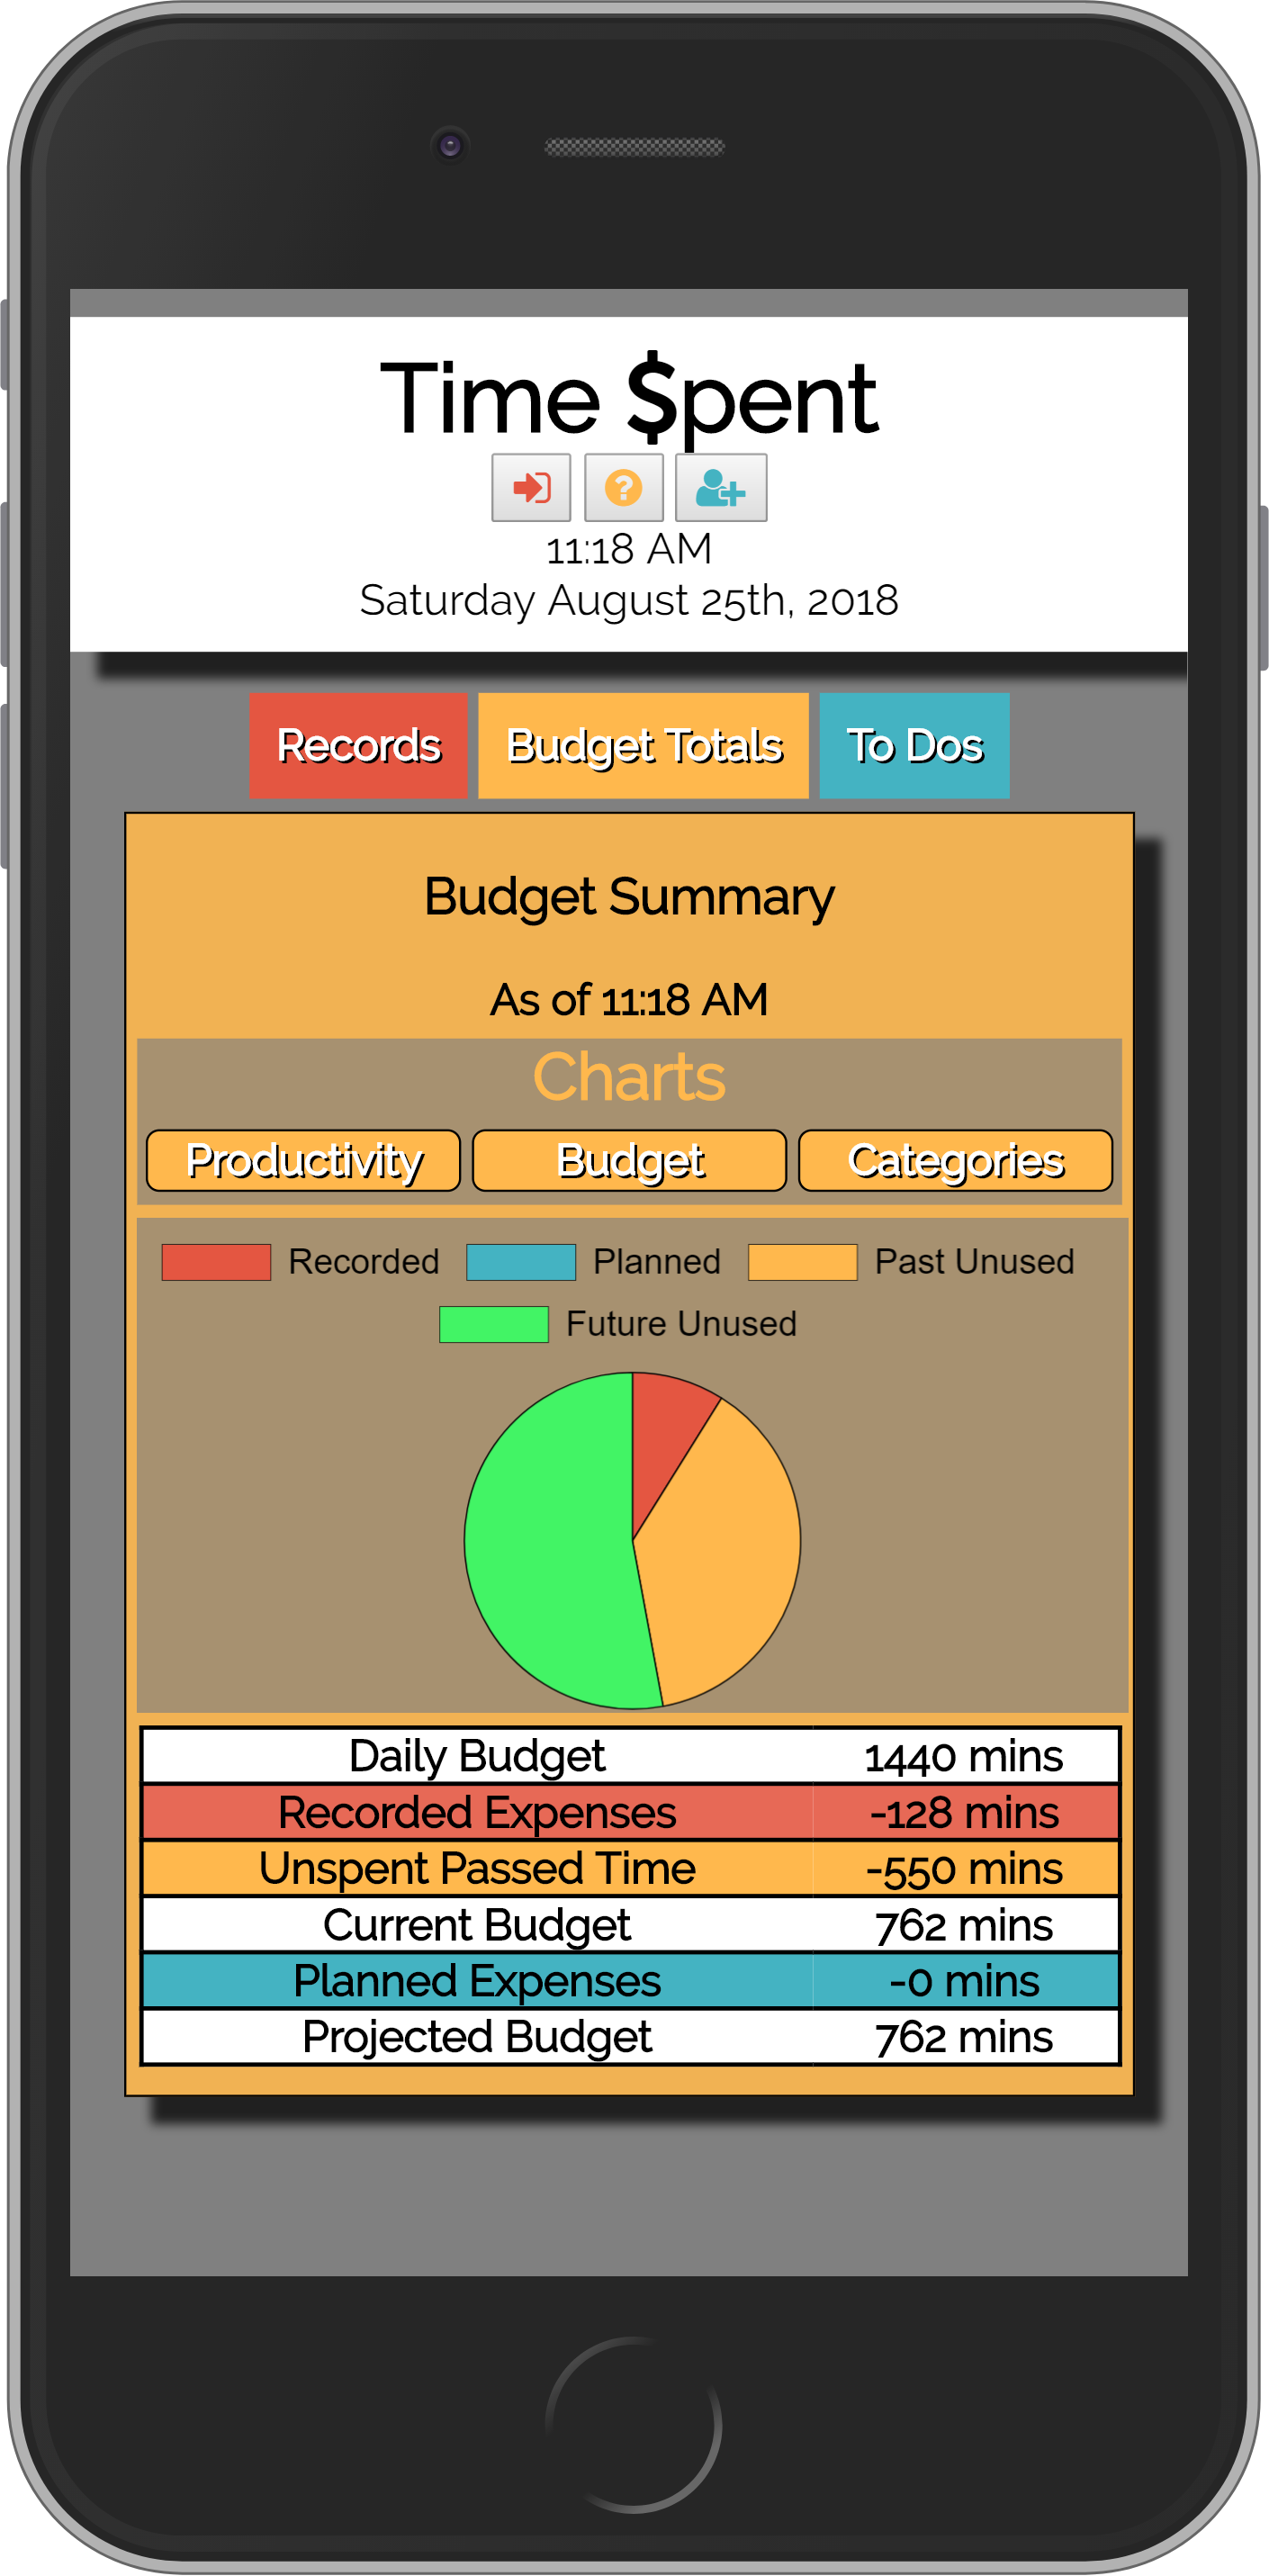 Time $pent
11:18 AM
Saturday August 25th, 2018
Records Budget Totals To Dos
Budget Summary
As of 11:18 AM
Charts
Productivity Budget Categories
Recorded Planned Past Unused
Future Unused
Daily Budget 1440 mins
Recorded Expenses -128 mins
Unspent Passed Time -550 mins
Current Budget 762 mins
Planned Expenses -0 mins
Projected Budget 762 mins